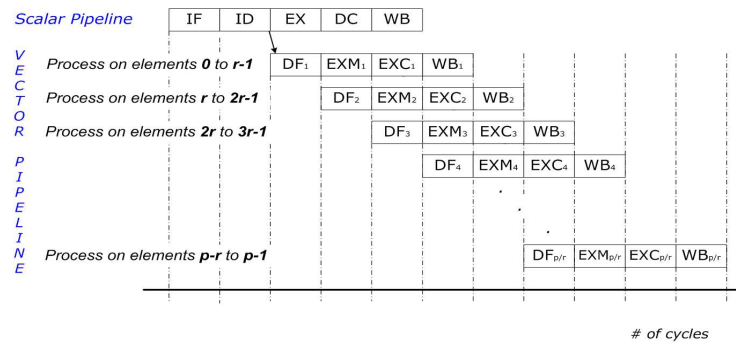 Scalar Pipeline IF ID EX DC WB
VECTOR PIPELINE
Process on elements 0 to r-1 DF1 EXM1 EXC1 WB1
Process on elements r to 2r-1 DF2 EXM2 EXC2 WB2
Process on elements 2r to 3r-1 DF3 EXM3 EXC3 WB3
DF4 EXM4 EXC4 WB4
Process on elements p-r to p-1 DFp/r EXMp/r EXCp/r WBp/r
# of cycles